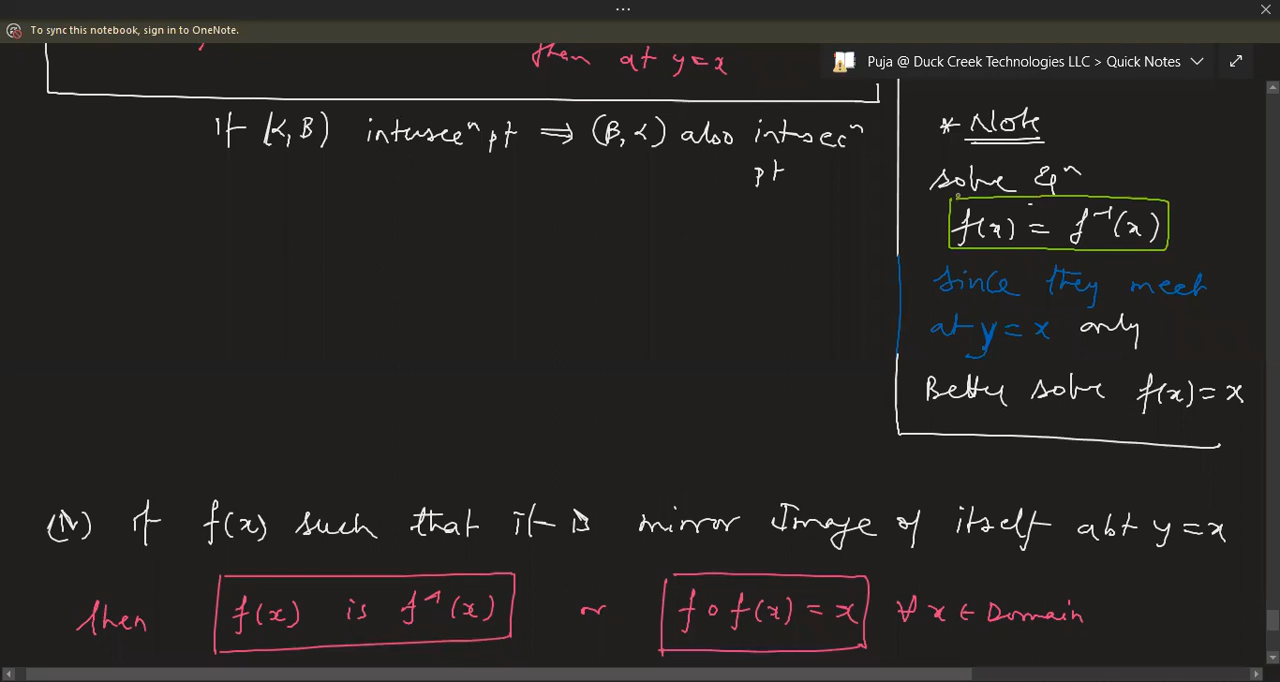 To sync this notebook, sign in to OneNote.
Puja @ Duck Creek Technologies LLC > Quick Notes
then at y=x
If (α,β) intersecⁿ pt ⟹ (β,α) also intersecⁿ
pt
* Note
solve Eqⁿ
f(x) = f⁻¹(x)
since they meet
at y = x only
Better solve f(x) = x
if f(x) such that it is mirror Image of itself abt y = x
then f(x) is f⁻¹(x) or f o f(x) = x ∀ x ∈ Domain